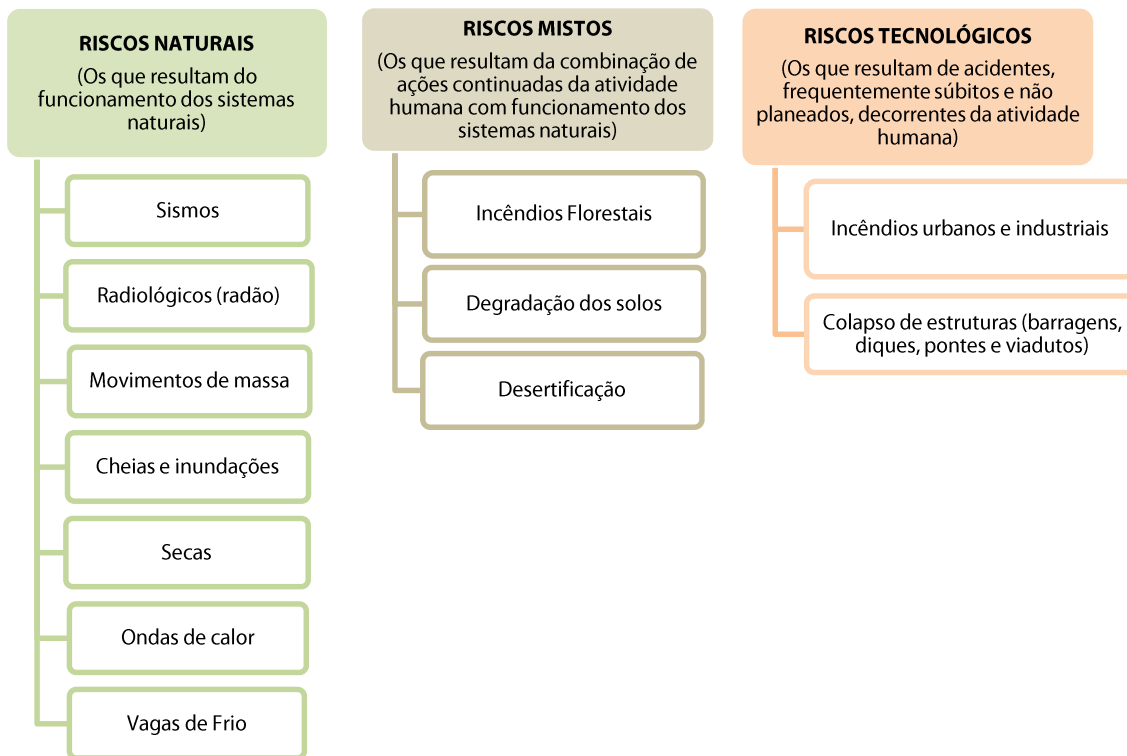 RISCOS NATURAIS
(Os que resultam do
funcionamento dos sistemas
naturais)
Sismos
Radiológicos (radão)
Movimentos de massa
Cheias e inundações
Secas
Ondas de calor
Vagas de Frio
RISCOS MISTOS
(Os que resultam da combinação de
ações continuadas da atividade
humana com funcionamento dos
sistemas naturais)
Incêndios Florestais
Degradação dos solos
Desertificação
RISCOS TECNOLÓGICOS
(Os que resultam de acidentes,
frequentemente súbitos e não
planeados, decorrentes da atividade
humana)
Incêndios urbanos e industriais
Colapso de estruturas (barragens,
diques, pontes e viadutos)